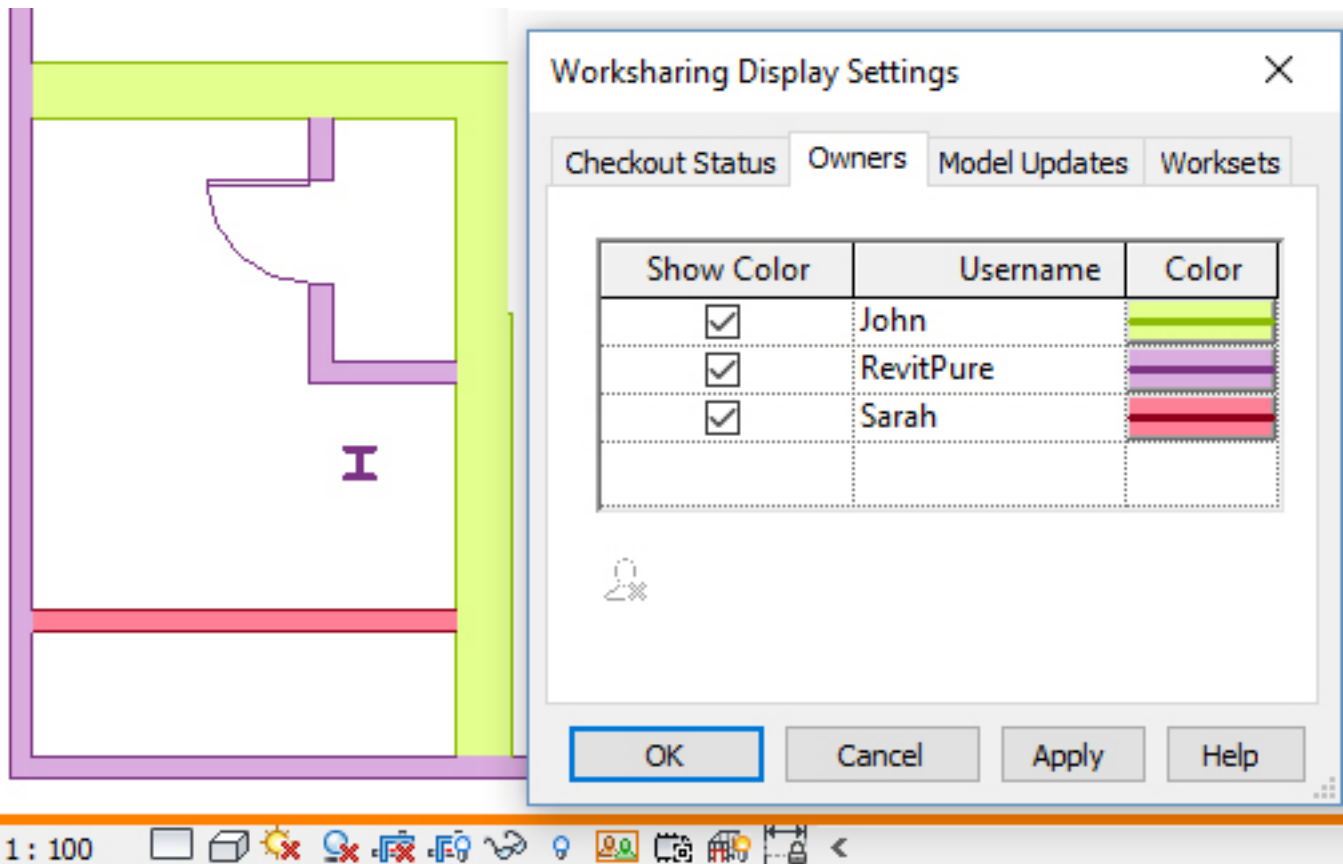 Worksharing Display Settings
Checkout Status Owners Model Updates Worksets
Show Color Username Color
John
RevitPure
Sarah
OK Cancel Apply Help
1 : 100